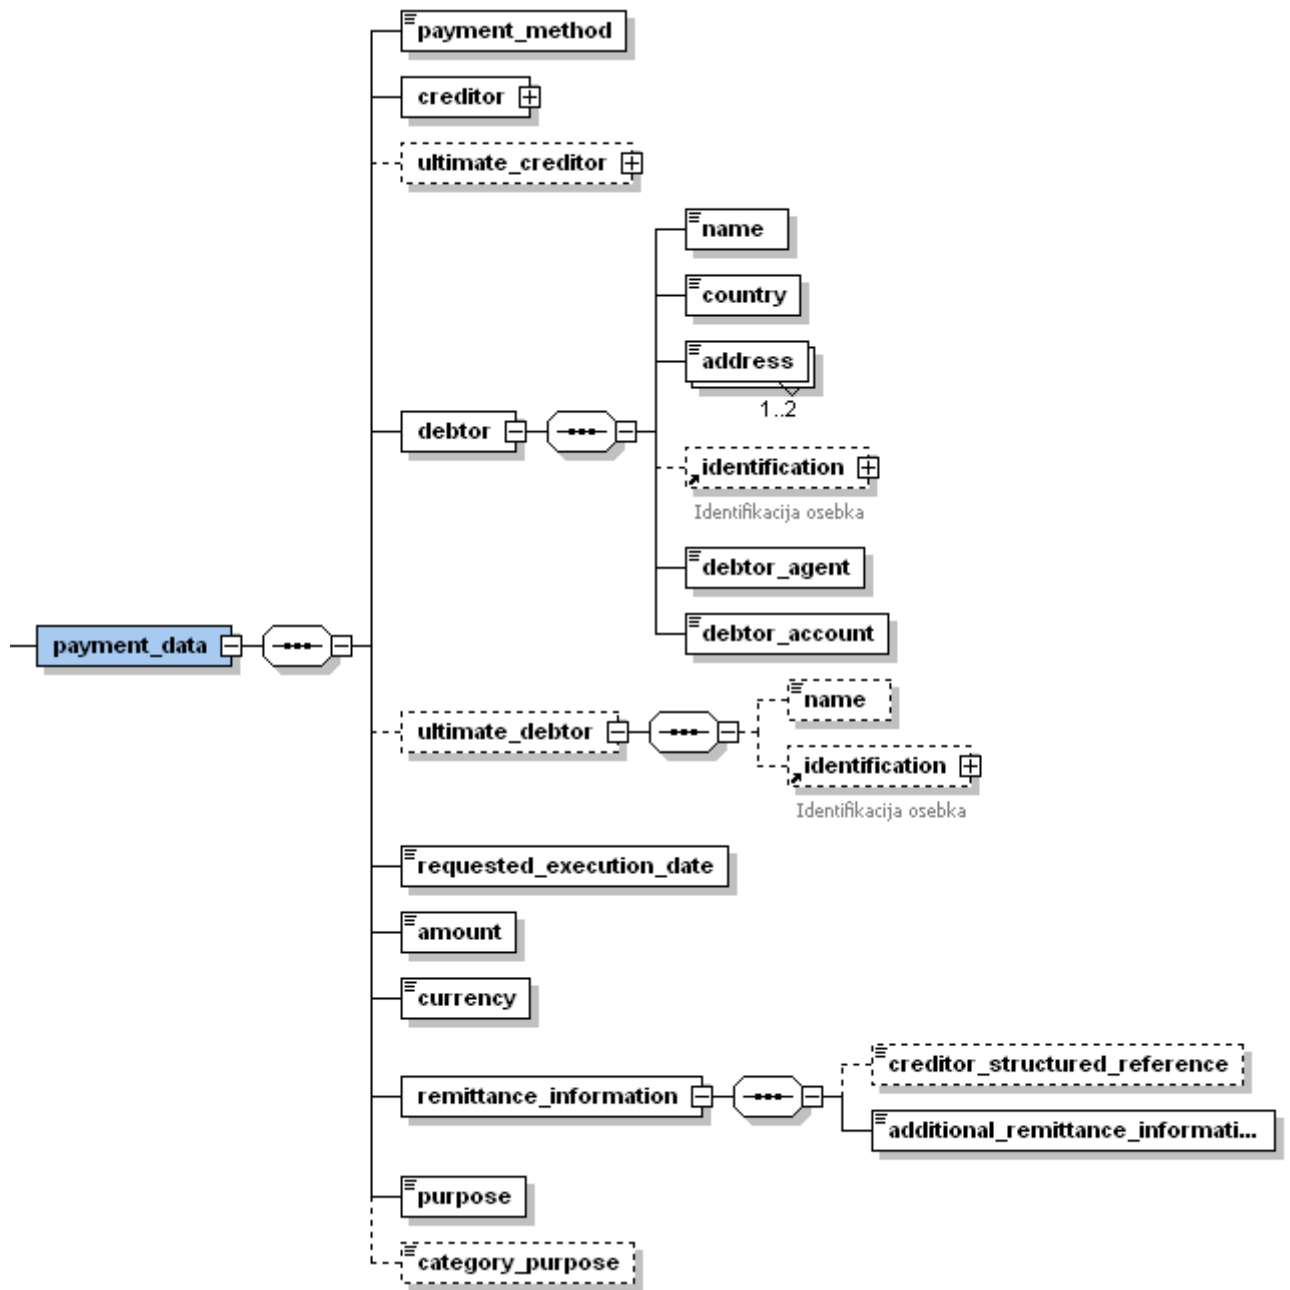 payment_method
creditor
ultimate_creditor
name
country
address
1..2
debtor
identification
Identifikacija osebka
debtor_agent
debtor_account
payment_data
name
ultimate_debtor
identification
Identifikacija osebka
requested_execution_date
amount
currency
creditor_structured_reference
remittance_information
additional_remittance_informati...
purpose
category_purpose